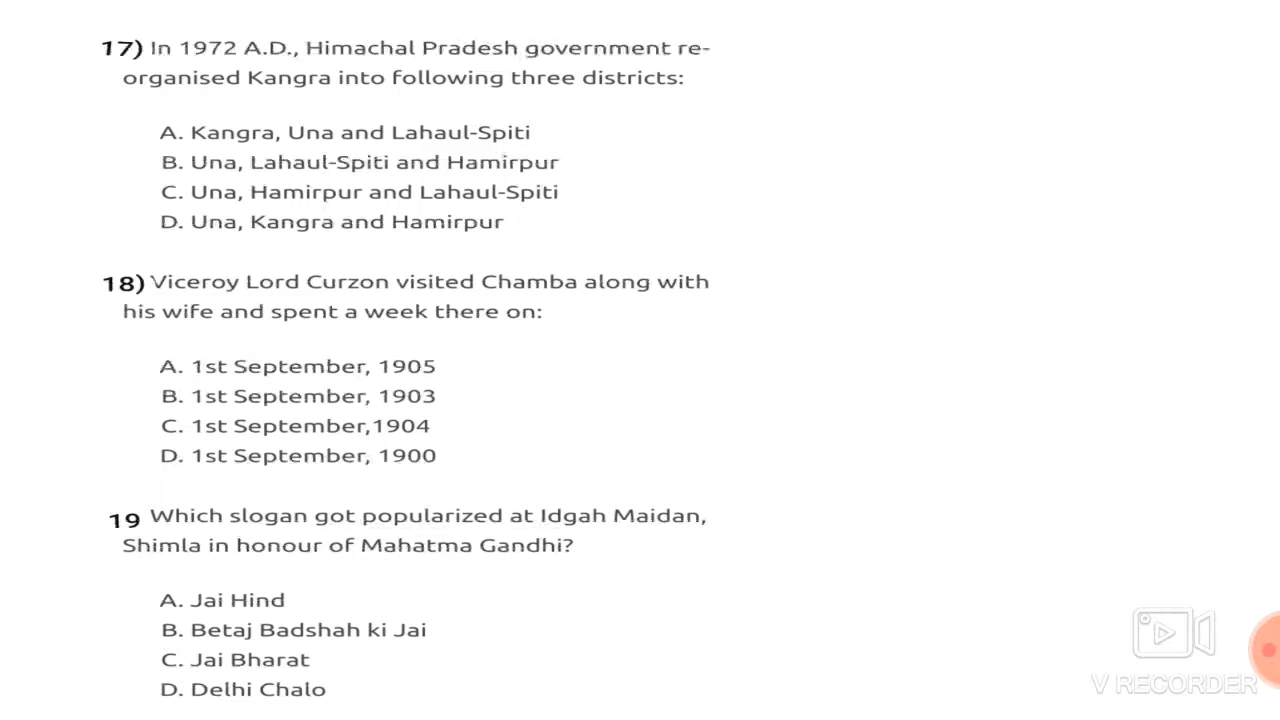 17) In 1972 A.D., Himachal Pradesh government re-
organised Kangra into following three districts:
A. Kangra, Una and Lahaul-Spiti
B. Una, Lahaul-Spiti and Hamirpur
C. Una, Hamirpur and Lahaul-Spiti
D. Una, Kangra and Hamirpur
18) Viceroy Lord Curzon visited Chamba along with
his wife and spent a week there on:
A. 1st September, 1905
B. 1st September, 1903
C. 1st September,1904
D. 1st September, 1900
19 Which slogan got popularized at Idgah Maidan,
Shimla in honour of Mahatma Gandhi?
A. Jai Hind
B. Betaj Badshah ki Jai
C. Jai Bharat
D. Delhi Chalo
V RECORDER